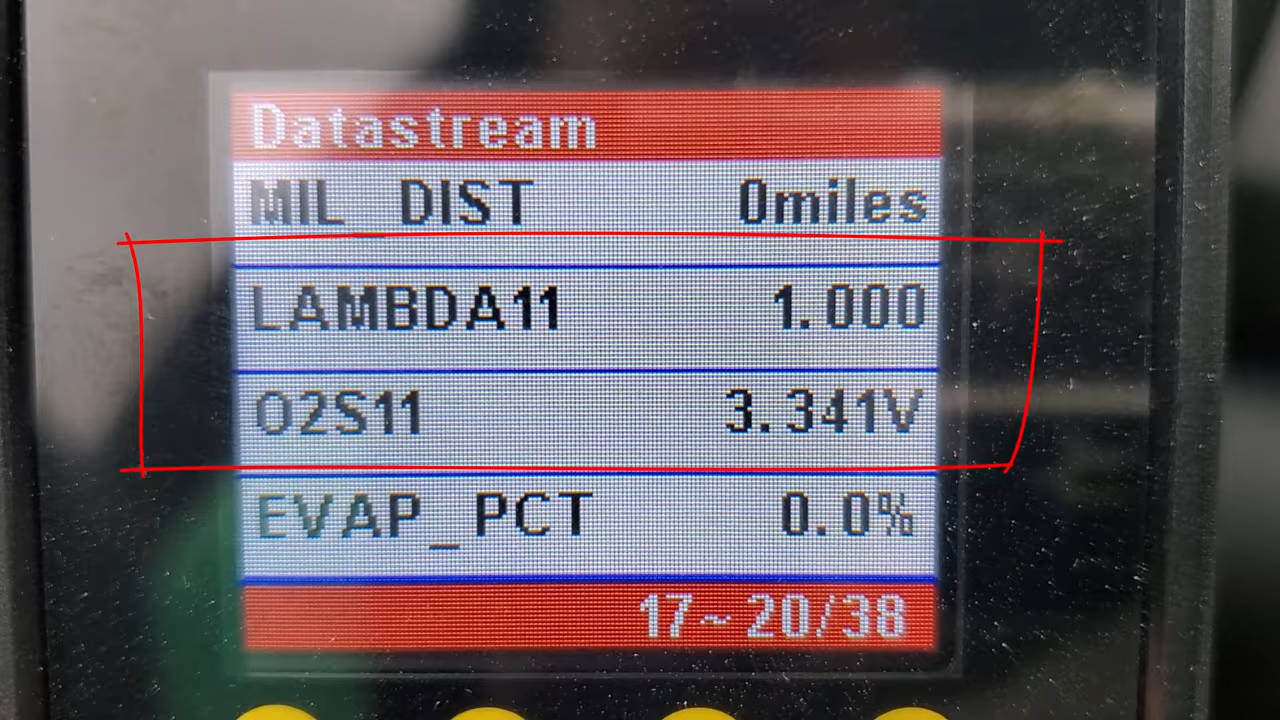 Datastream
MIL_DIST 0miles
LAMBDA11 1.000
O2S11 3.341V
EVAP_PCT 0.0%
17~20/38